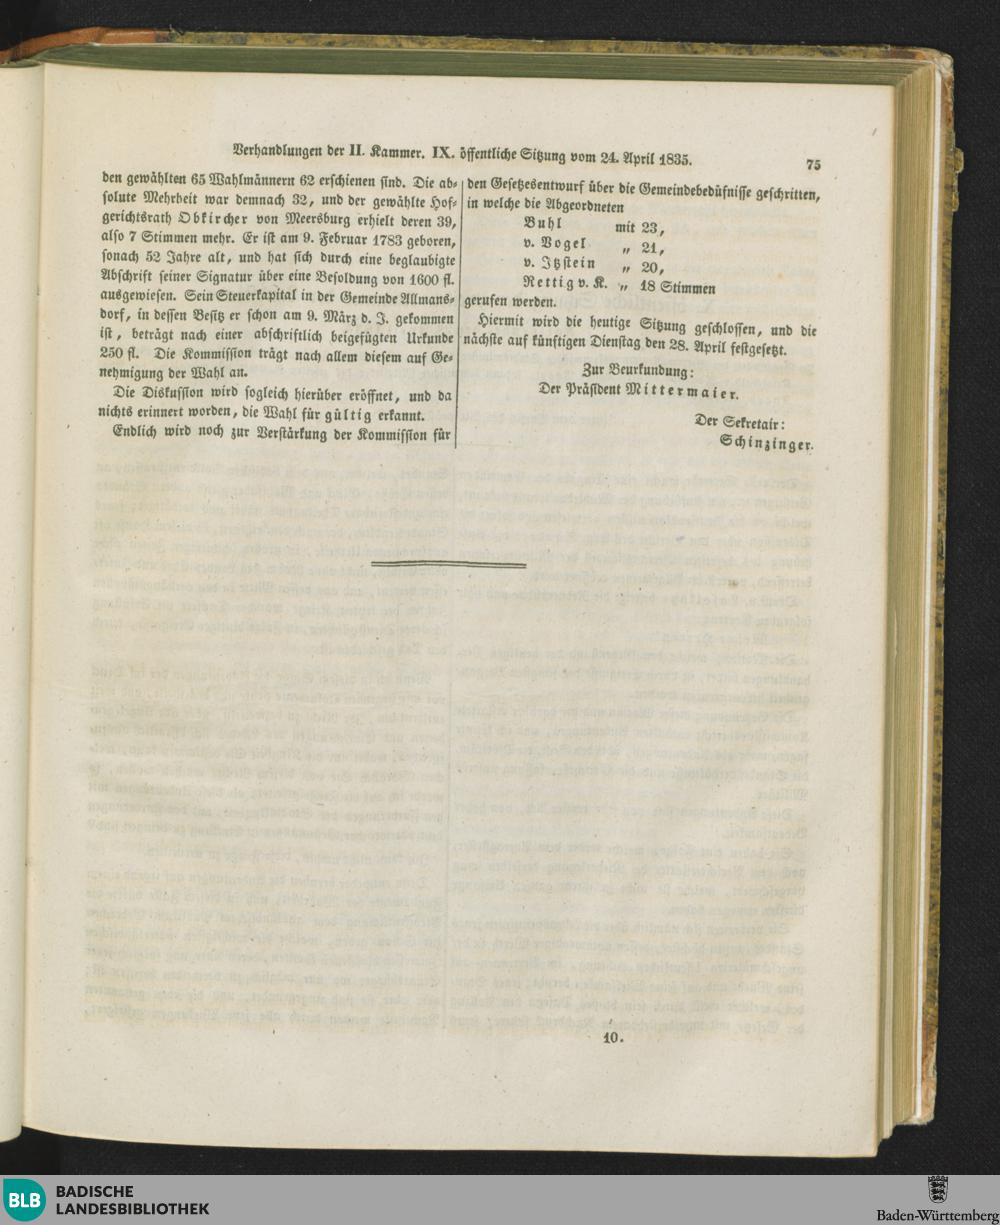 Verhandlungen der II. Kammer. IX. öffentliche Sitzung vom 24. April 1835.
75
den gewählten 65 Wahlmännern 62 erschienen sind. Die ab-
solute Mehrheit war demnach 32, und der gewählte Hof-
gerichtsrath Obkircher von Meersburg erhielt deren 39,
also 7 Stimmen mehr. Er ist am 9. Februar 1783 geboren,
sonach 52 Jahre alt, und hat sich durch eine beglaubigte
Abschrift seiner Signatur über eine Besoldung von 1600 fl.
ausgewiesen. Sein Steuerkapital in der Gemeinde Allmans-
dorf, in dessen Besitz er schon am 9. März d. J. gekommen
ist, beträgt nach einer abschriftlich beigefügten Urkunde
250 fl. Die Kommission trägt nach allem diesem auf Ge-
nehmigung der Wahl an.
Die Diskussion wird sogleich hierüber eröffnet, und da
nichts erinnert worden, die Wahl für gültig erkannt.
Endlich wird noch zur Verstärkung der Kommission für
den Gesetzesentwurf über die Gemeindebedüfnisse geschritten,
in welche die Abgeordneten
Buhl mit 23,
v. Vogel „ 21,
v. Itzstein „ 20,
Rettig v. K. „ 18 Stimmen
gerufen werden.
Hiermit wird die heutige Sitzung geschlossen, und die
nächste auf künftigen Dienstag den 28. April festgesetzt.
Zur Beurkundung:
Der Präsident Mittermaier.
Der Sekretair:
Schinzinger.
10.
BLB BADISCHE
LANDESBIBLIOTHEK
Baden-Württemberg